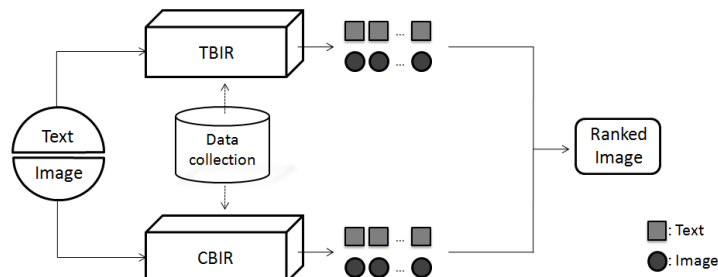 TBIR
...
...
Text
Image
Data
collection
Ranked
Image
CBIR
...
...
: Text
: Image